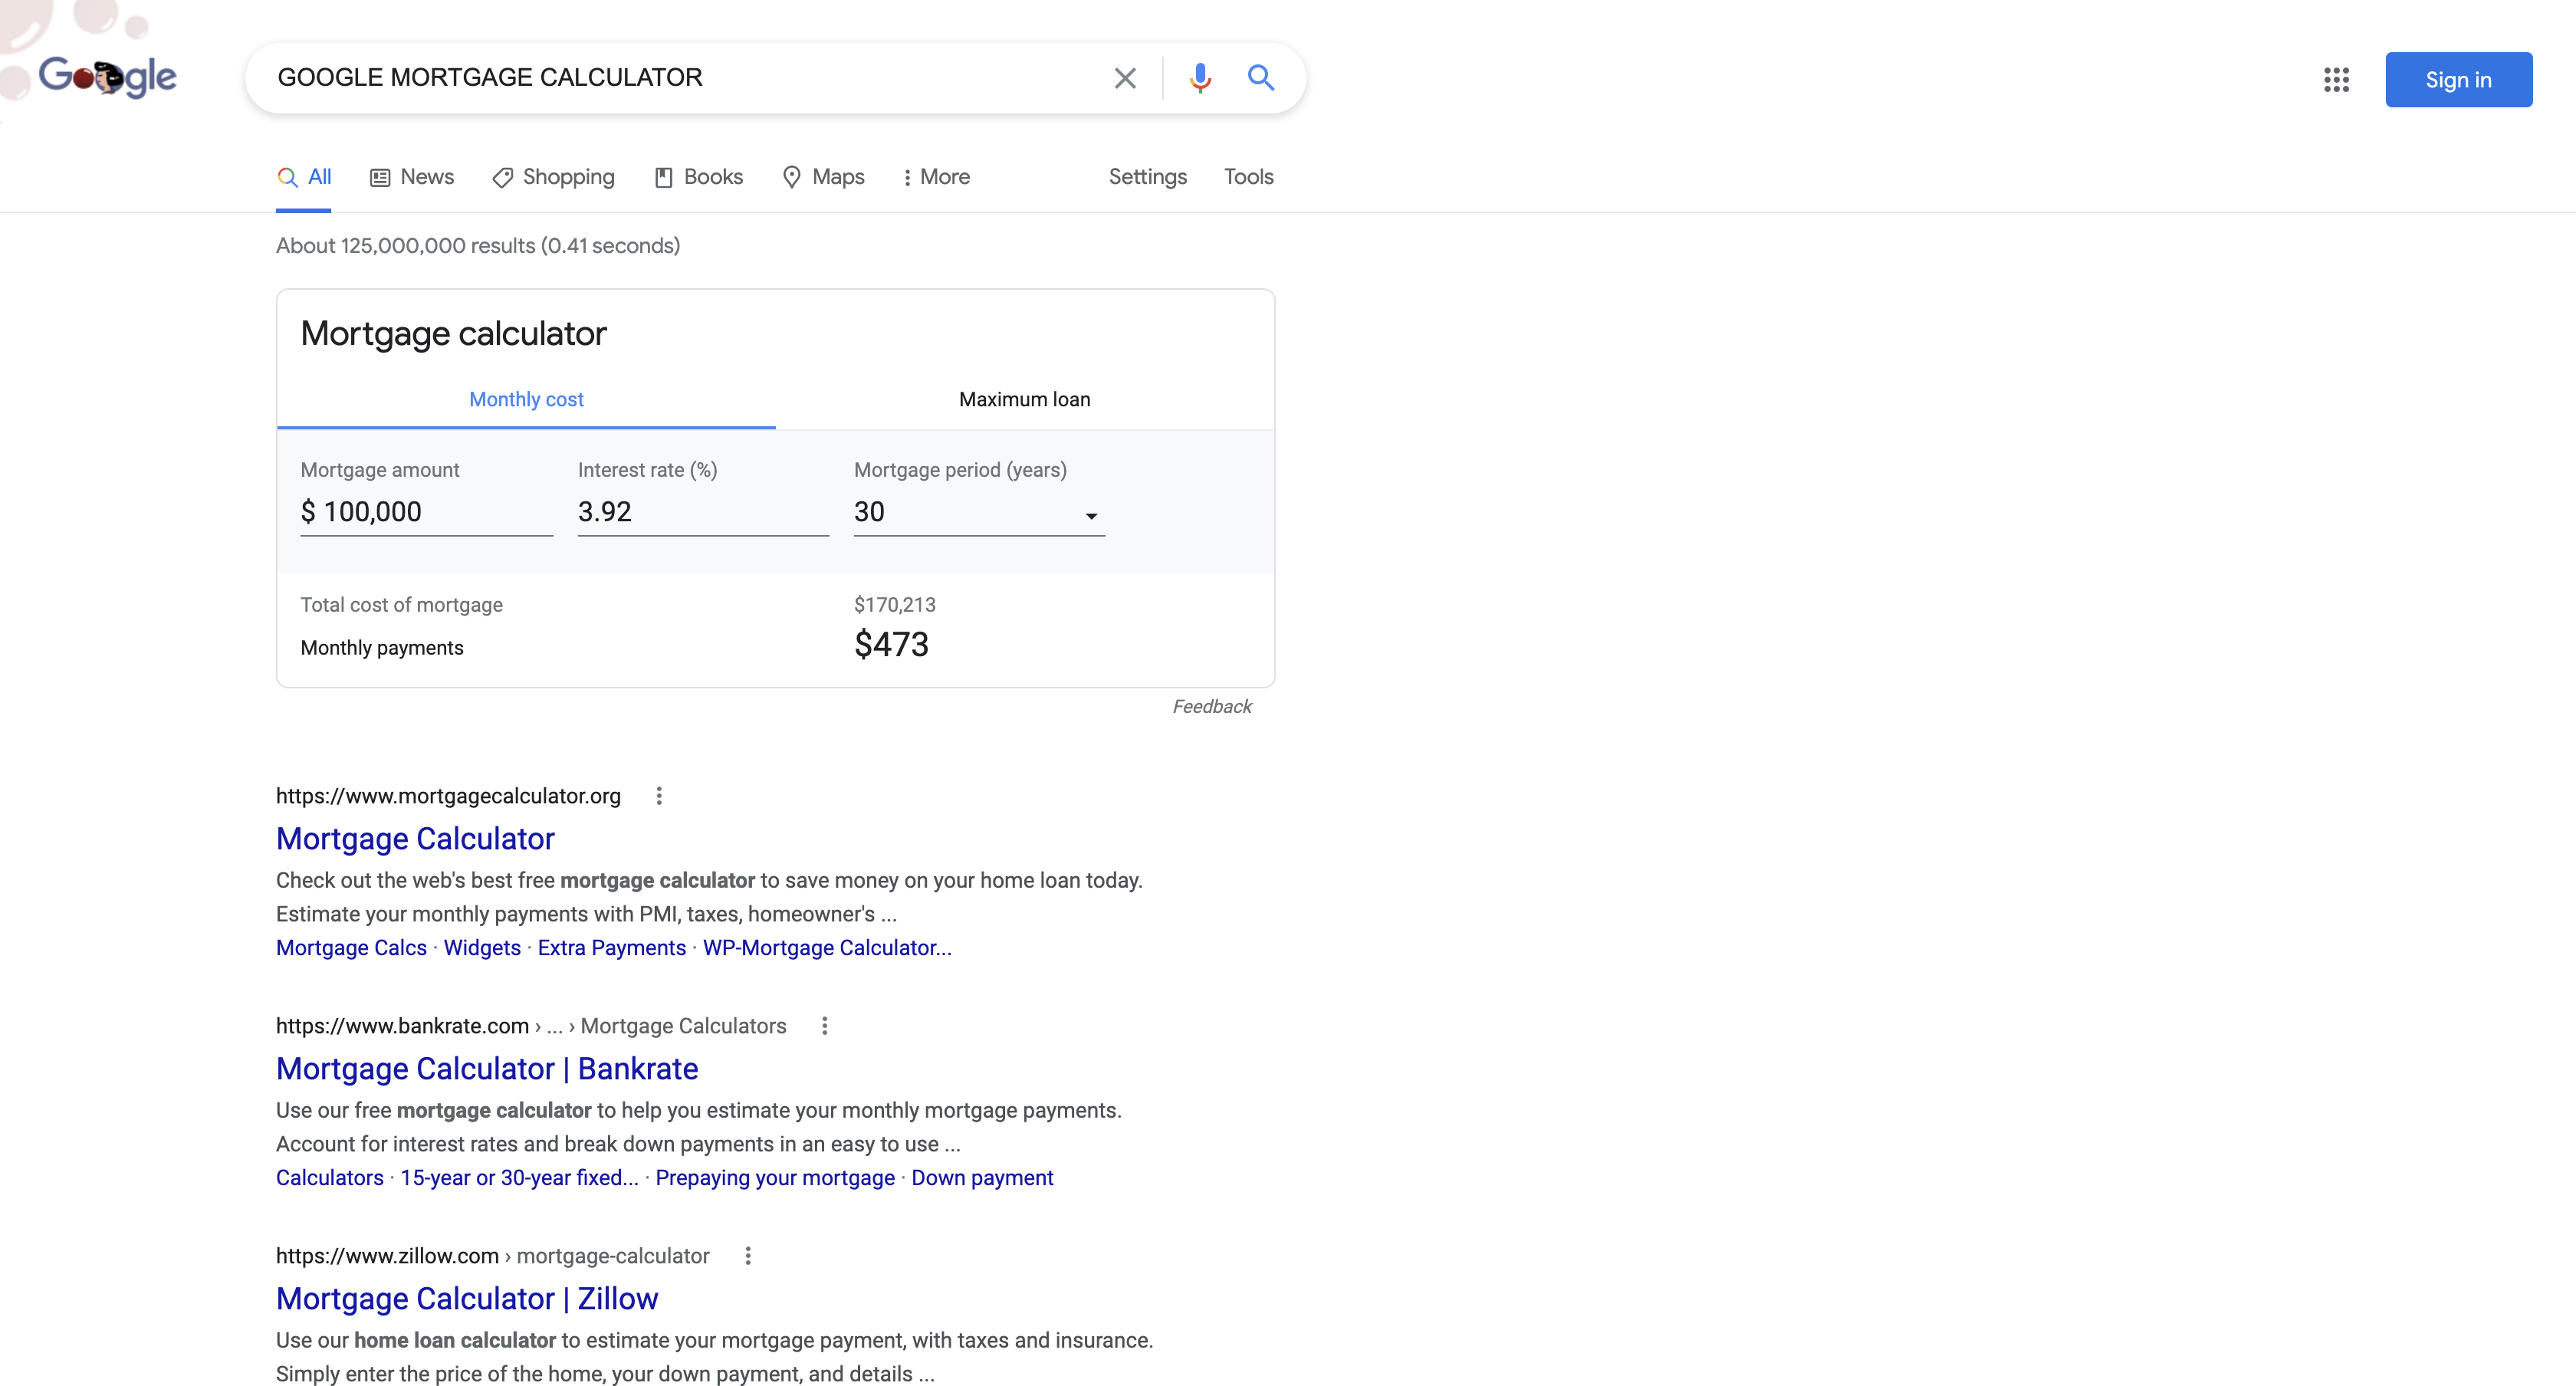 Google
GOOGLE MORTGAGE CALCULATOR
Sign in
All News Shopping Books Maps More Settings Tools
About 125,000,000 results (0.41 seconds)
Mortgage calculator
Monthly cost Maximum loan
Mortgage amount Interest rate (%) Mortgage period (years)
$ 100,000 3.92 30
Total cost of mortgage $170,213
Monthly payments $473
Feedback
https://www.mortgagecalculator.org
Mortgage Calculator
Check out the web's best free mortgage calculator to save money on your home loan today.
Estimate your monthly payments with PMI, taxes, homeowner's ...
Mortgage Calcs · Widgets · Extra Payments · WP-Mortgage Calculator...
https://www.bankrate.com › ... › Mortgage Calculators
Mortgage Calculator | Bankrate
Use our free mortgage calculator to help you estimate your monthly mortgage payments.
Account for interest rates and break down payments in an easy to use ...
Calculators · 15-year or 30-year fixed... · Prepaying your mortgage · Down payment
https://www.zillow.com › mortgage-calculator
Mortgage Calculator | Zillow
Use our home loan calculator to estimate your mortgage payment, with taxes and insurance.
Simply enter the price of the home, your down payment, and details ...